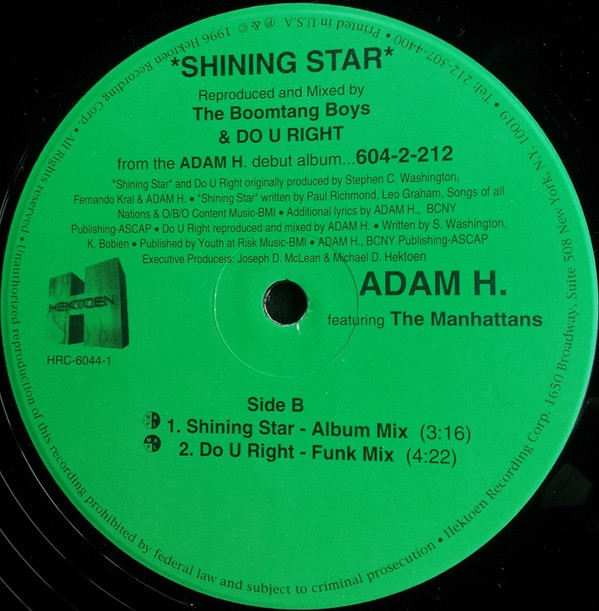 *SHINING STAR*
Reproduced and Mixed by
The Boomtang Boys
& DO U RIGHT
from the ADAM H. debut album...604-2-212
"Shining Star" and Do U Right originally produced by Stephen C. Washington,
Fernando Kral & ADAM H. • "Shining Star" written by Paul Richmond, Leo Graham, Songs of all
Nations & O/B/O Content Music-BMI • Additional lyrics by ADAM H., BCNY
Publishing-ASCAP • Do U Right reproduced and mixed by ADAM H. • Written by S. Washington,
K. Bobien • Published by Youth at Risk Music-BMI • ADAM H., BCNY Publishing-ASCAP
Executive Producers: Joseph D. McLean & Michael D. Hektoen
HEKTOEN
HRC-6044-1
ADAM H.
featuring The Manhattans
Side B
1. Shining Star - Album Mix (3:16)
2. Do U Right - Funk Mix (4:22)
℗ & © 1996 Hektoen Recording Corp. • All Rights reserved • Unauthorized reproduction of this recording prohibited by federal law and subject to criminal prosecution • Hektoen Recording Corp. 1650 Broadway, Suite 508 New York, N.Y. 10019 • Tel: 212-307-4400 • Printed in U.S.A